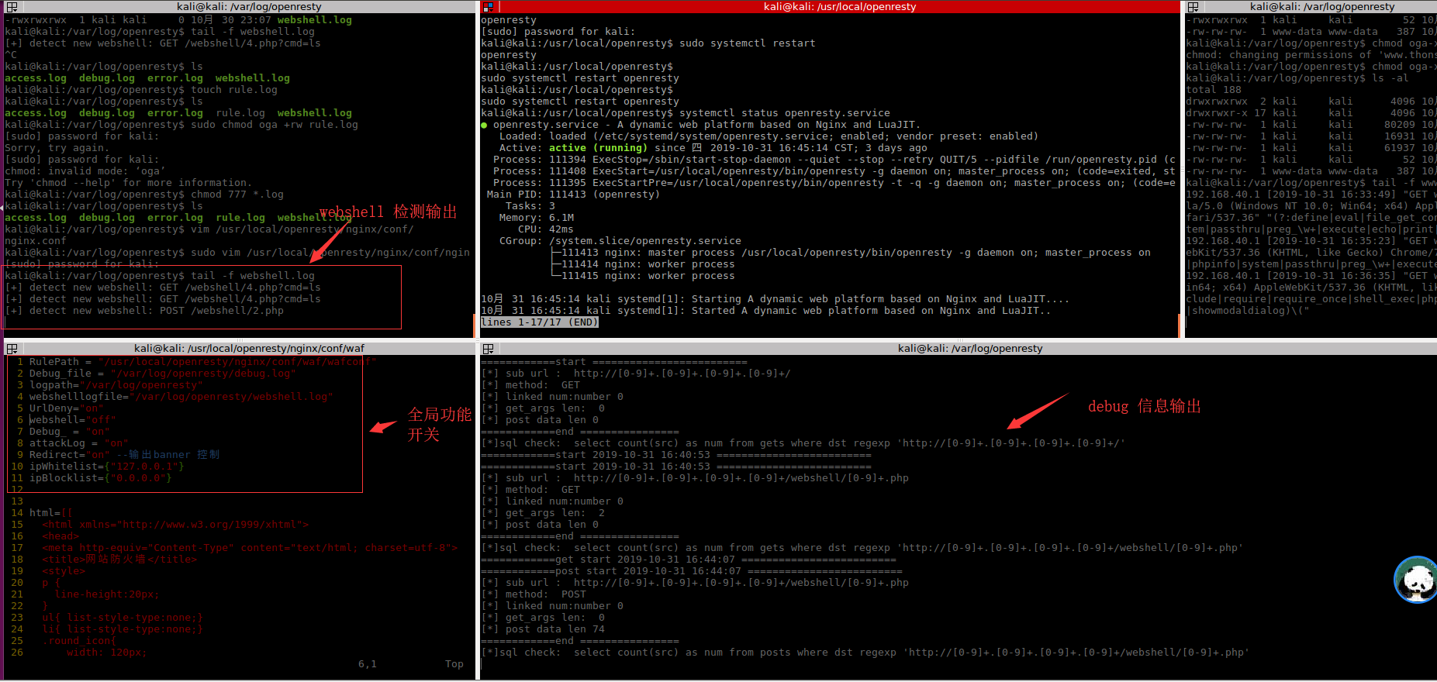 kali@kali: /var/log/openresty
-rwxrwxrwx  1 kali kali     0 10月  30 23:07 webshell.log
kali@kali:/var/log/openresty$ tail -f webshell.log
[+] detect new webshell: GET /webshell/4.php?cmd=ls
^C
kali@kali:/var/log/openresty$ ls
access.log  debug.log  error.log  webshell.log
kali@kali:/var/log/openresty$ touch rule.log
kali@kali:/var/log/openresty$ ls
access.log  debug.log  error.log  rule.log  webshell.log
kali@kali:/var/log/openresty$ sudo chmod oga +rw rule.log
[sudo] password for kali:
Sorry, try again.
[sudo] password for kali:
chmod: invalid mode: ‘oga’
Try 'chmod --help' for more information.
kali@kali:/var/log/openresty$ chmod 777 *.log
kali@kali:/var/log/openresty$ ls
access.log  debug.log  error.log  rule.log  webshell.log
webshell 检测输出
kali@kali:/var/log/openresty$ vim /usr/local/openresty/nginx/conf/
nginx.conf
kali@kali:/var/log/openresty$ sudo vim /usr/local/openresty/nginx/conf/ngin
[sudo] password for kali:
kali@kali:/var/log/openresty$ tail -f webshell.log
[+] detect new webshell: GET /webshell/4.php?cmd=ls
[+] detect new webshell: GET /webshell/4.php?cmd=ls
[+] detect new webshell: POST /webshell/2.php
kali@kali: /usr/local/openresty
openresty
[sudo] password for kali:
kali@kali:/usr/local/openresty$ sudo systemctl restart
openresty
kali@kali:/usr/local/openresty$
sudo systemctl restart openresty
kali@kali:/usr/local/openresty$
sudo systemctl restart openresty
kali@kali:/usr/local/openresty$ systemctl status openresty.service
● openresty.service - A dynamic web platform based on Nginx and LuaJIT.
Loaded: loaded (/etc/systemd/system/openresty.service; enabled; vendor preset: enabled)
Active: active (running) since 四 2019-10-31 16:45:14 CST; 3 days ago
Process: 111394 ExecStop=/sbin/start-stop-daemon --quiet --stop --retry QUIT/5 --pidfile /run/openresty.pid (c
Process: 111408 ExecStart=/usr/local/openresty/bin/openresty -g daemon on; master_process on; (code=exited, st
Process: 111395 ExecStartPre=/usr/local/openresty/bin/openresty -t -q -g daemon on; master_process on; (code=e
Main PID: 111413 (openresty)
Tasks: 3
Memory: 6.1M
CPU: 42ms
CGroup: /system.slice/openresty.service
├─111413 nginx: master process /usr/local/openresty/bin/openresty -g daemon on; master_process on
├─111414 nginx: worker process
└─111415 nginx: worker process
10月 31 16:45:14 kali systemd[1]: Starting A dynamic web platform based on Nginx and LuaJIT....
10月 31 16:45:14 kali systemd[1]: Started A dynamic web platform based on Nginx and LuaJIT..
lines 1-17/17 (END)
kali@kali: /var/log/openresty
-rwxrwxrwx  1 kali     kali        52 10月
-rw-rw-rw-  1 www-data www-data   387 10月
kali@kali:/var/log/openresty$ chmod oga-x
chmod: changing permissions of 'www.thons
kali@kali:/var/log/openresty$ chmod oga-x
kali@kali:/var/log/openresty$ ls -al
total 188
drwxrwxrwx  2 kali     kali      4096 10月
drwxrwxr-x 17 kali     kali      4096 10月
-rw-rw-rw-  1 kali     kali     80209 10月
-rw-rw-rw-  1 kali     kali     16931 10月
-rw-rw-rw-  1 kali     kali     61937 10月
-rw-rw-rw-  1 kali     kali        52 10月
-rw-rw-rw-  1 www-data www-data   387 10月
kali@kali:/var/log/openresty$ tail -f www
192.168.40.1 [2019-10-31 16:33:49] "GET w
la/5.0 (Windows NT 10.0; Win64; x64) Appl
fari/537.36" "(?:define|eval|file_get_con
tem|passthru|preg_\w+|execute|echo|print|
192.168.40.1 [2019-10-31 16:35:23] "GET w
ebKit/537.36 (KHTML, like Gecko) Chrome/7
|phpinfo|system|passthru|preg_\w+|execute
192.168.40.1 [2019-10-31 16:36:35] "GET w
in64; x64) AppleWebKit/537.36 (KHTML, lik
clude|require|require_once|shell_exec|php
|showmodaldialog)\("
kali@kali: /usr/local/openresty/nginx/conf/waf
1 RulePath = "/usr/local/openresty/nginx/conf/waf/wafconf"
2 Debug_file = "/var/log/openresty/debug.log"
3 logpath="/var/log/openresty"
4 webshelllogfile="/var/log/openresty/webshell.log"
5 UrlDeny="on"
6 webshell="off"
7 Debug_ = "on"
8 attackLog = "on"
9 Redirect="on" --输出banner 控制
10 ipWhitelist={"127.0.0.1"}
11 ipBlocklist={"0.0.0.0"}
12
13
14 html=[[
15   <html xmlns="http://www.w3.org/1999/xhtml">
16   <head>
17   <meta http-equiv="Content-Type" content="text/html; charset=utf-8">
18   <title>网站防火墙</title>
19   <style>
20   p {
21     line-height:20px;
22   }
23   ul{ list-style-type:none;}
24   li{ list-style-type:none;}
25   .round_icon{
26       width: 120px;
6,1          Top
全局功能
开关
kali@kali: /var/log/openresty
============start =========================
[*] sub url :  http://[0-9]+.[0-9]+.[0-9]+.[0-9]+/
[*] method:  GET
[*] linked num:number 0
[*] get_args len:  0
[*] post data len 0
============end ================
[*]sql check:  select count(src) as num from gets where dst regexp 'http://[0-9]+.[0-9]+.[0-9]+.[0-9]+/'
============start 2019-10-31 16:40:53 =========================
============start 2019-10-31 16:40:53 =========================
[*] sub url :  http://[0-9]+.[0-9]+.[0-9]+.[0-9]+/webshell/[0-9]+.php
[*] method:  GET
[*] linked num:number 0
[*] get_args len:  2
[*] post data len 0
============end ================
[*]sql check:  select count(src) as num from gets where dst regexp 'http://[0-9]+.[0-9]+.[0-9]+.[0-9]+/webshell/[0-9]+.php'
============get start 2019-10-31 16:44:07 =========================
============post start 2019-10-31 16:44:07 =========================
[*] sub url :  http://[0-9]+.[0-9]+.[0-9]+.[0-9]+/webshell/[0-9]+.php
[*] method:  POST
[*] linked num:number 0
[*] get_args len:  0
[*] post data len 74
============end ================
[*]sql check:  select count(src) as num from posts where dst regexp 'http://[0-9]+.[0-9]+.[0-9]+.[0-9]+/webshell/[0-9]+.php'
debug 信息输出